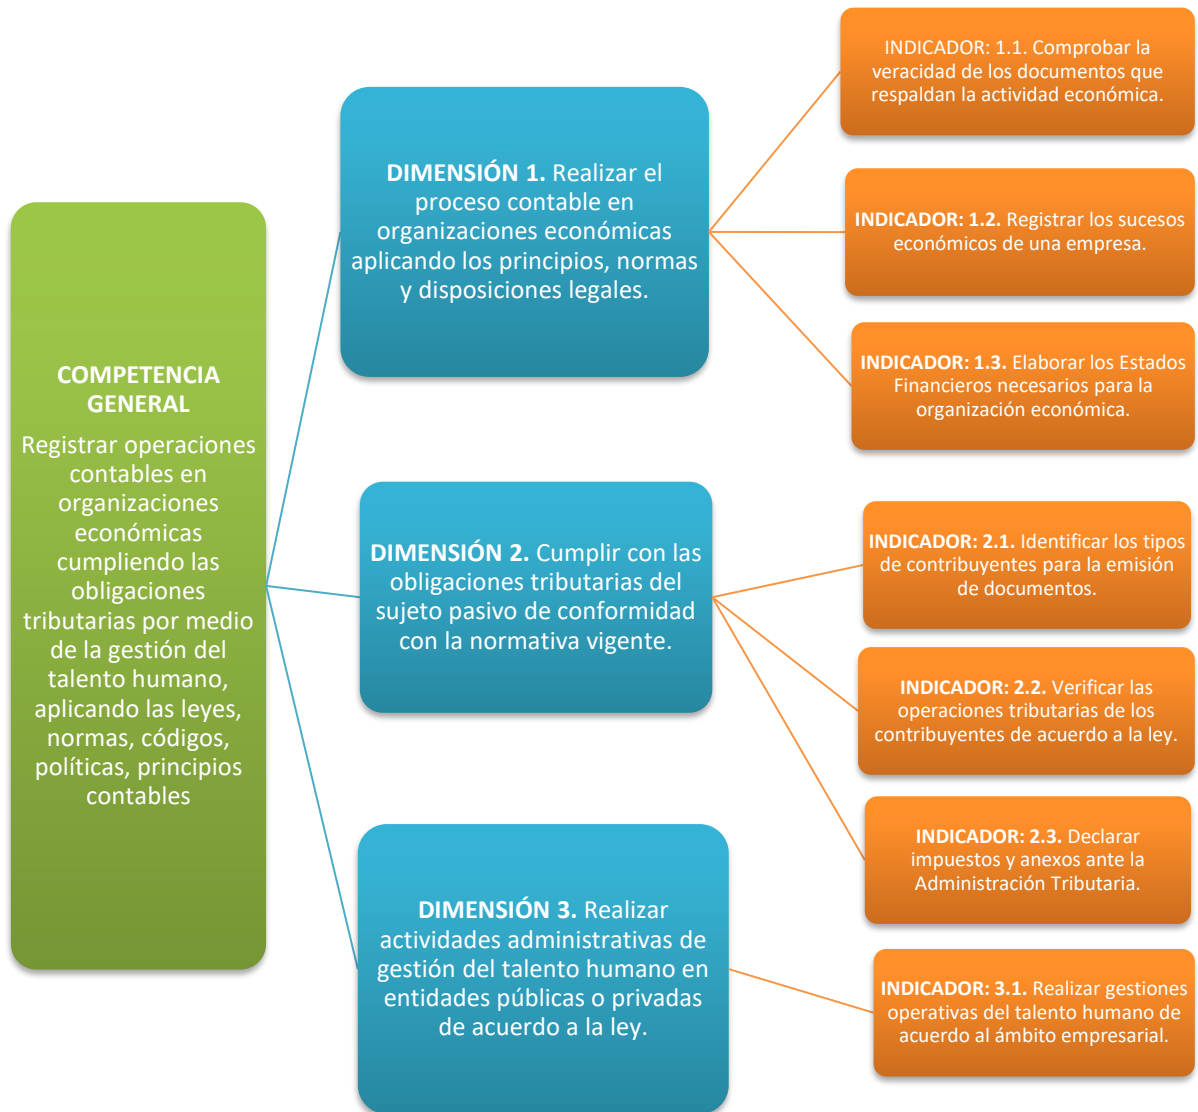 COMPETENCIA
GENERAL
Registrar operaciones
contables en
organizaciones
económicas
cumpliendo las
obligaciones
tributarias por medio
de la gestión del
talento humano,
aplicando las leyes,
normas, códigos,
políticas, principios
contables
DIMENSIÓN 1. Realizar el
proceso contable en
organizaciones económicas
aplicando los principios, normas
y disposiciones legales.
INDICADOR: 1.1. Comprobar la
veracidad de los documentos que
respaldan la actividad económica.
INDICADOR: 1.2. Registrar los sucesos
económicos de una empresa.
INDICADOR: 1.3. Elaborar los Estados
Financieros necesarios para la
organización económica.
DIMENSIÓN 2. Cumplir con las
obligaciones tributarias del
sujeto pasivo de conformidad
con la normativa vigente.
INDICADOR: 2.1. Identificar los tipos
de contribuyentes para la emisión
de documentos.
INDICADOR: 2.2. Verificar las
operaciones tributarias de los
contribuyentes de acuerdo a la ley.
INDICADOR: 2.3. Declarar
impuestos y anexos ante la
Administración Tributaria.
DIMENSIÓN 3. Realizar
actividades administrativas de
gestión del talento humano en
entidades públicas o privadas
de acuerdo a la ley.
INDICADOR: 3.1. Realizar gestiones
operativas del talento humano de
acuerdo al ámbito empresarial.